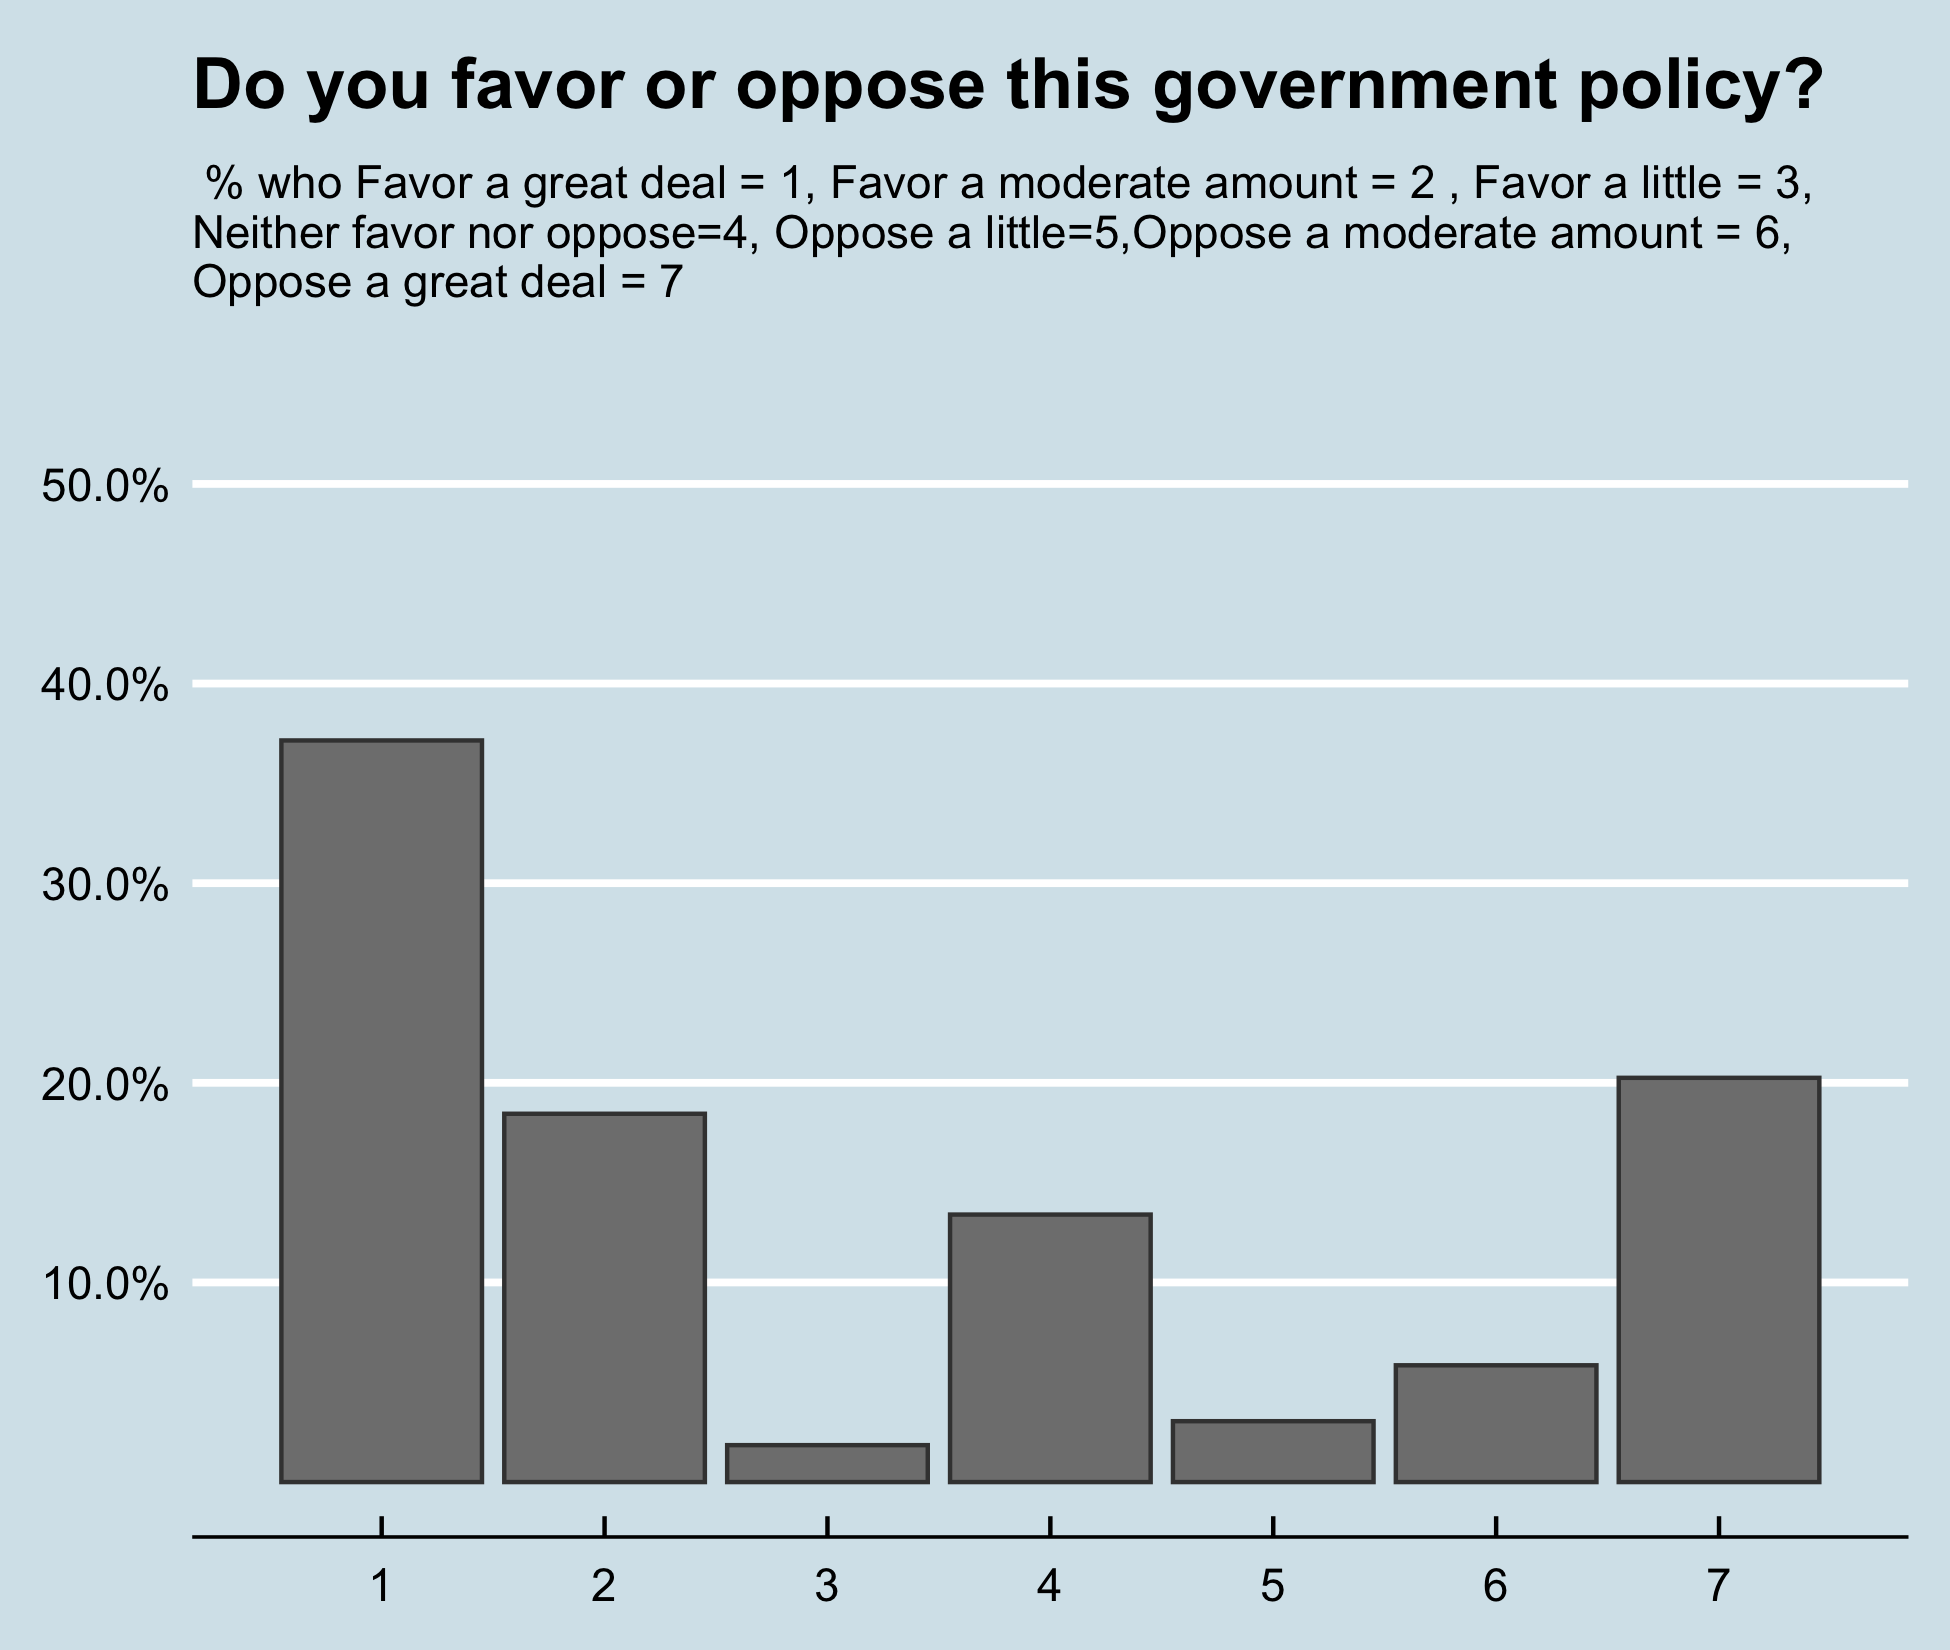 Do you favor or oppose this government policy?
% who Favor a great deal = 1, Favor a moderate amount = 2 , Favor a little = 3,
Neither favor nor oppose=4, Oppose a little=5,Oppose a moderate amount = 6,
Oppose a great deal = 7
50.0%
40.0%
30.0%
20.0%
10.0%
1 2 3 4 5 6 7